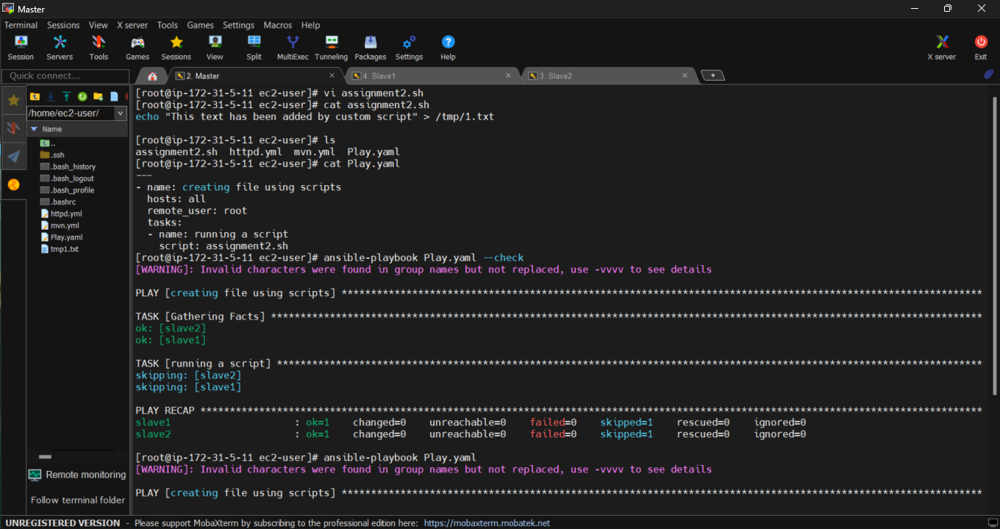 Master
Terminal Sessions View X server Tools Games Settings Macros Help
Session Servers Tools Games Sessions View Split MultiExec Tunneling Packages Settings Help X server Exit
Quick connect...
2. Master
4. Slave1
3. Slave2
/home/ec2-user/
Name
..
.ssh
.bash_history
.bash_logout
.bash_profile
.bashrc
httpd.yml
mvn.yml
Play.yaml
tmp1.txt
Remote monitoring
Follow terminal folder
[root@ip-172-31-5-11 ec2-user]# vi assignment2.sh
[root@ip-172-31-5-11 ec2-user]# cat assignment2.sh
echo "This text has been added by custom script" > /tmp/1.txt
[root@ip-172-31-5-11 ec2-user]# ls
assignment2.sh  httpd.yml  mvn.yml  Play.yaml
[root@ip-172-31-5-11 ec2-user]# cat Play.yaml
---
- name: creating file using scripts
  hosts: all
  remote_user: root
  tasks:
  - name: running a script
    script: assignment2.sh
[root@ip-172-31-5-11 ec2-user]# ansible-playbook Play.yaml --check
[WARNING]: Invalid characters were found in group names but not replaced, use -vvvv to see details
PLAY [creating file using scripts] *************************************************************************************************************
TASK [Gathering Facts] *************************************************************************************************************************
ok: [slave2]
ok: [slave1]
TASK [running a script] ************************************************************************************************************************
skipping: [slave2]
skipping: [slave1]
PLAY RECAP *************************************************************************************************************************************
slave1                     : ok=1    changed=0    unreachable=0    failed=0    skipped=1    rescued=0    ignored=0
slave2                     : ok=1    changed=0    unreachable=0    failed=0    skipped=1    rescued=0    ignored=0
[root@ip-172-31-5-11 ec2-user]# ansible-playbook Play.yaml
[WARNING]: Invalid characters were found in group names but not replaced, use -vvvv to see details
PLAY [creating file using scripts] *************************************************************************************************************
UNREGISTERED VERSION - Please support MobaXterm by subscribing to the professional edition here: https://mobaxterm.mobatek.net